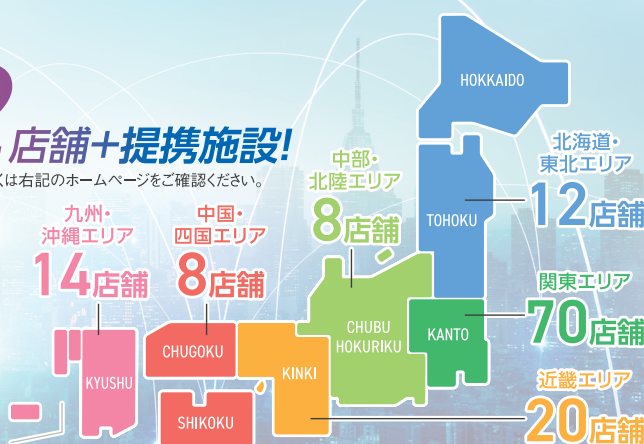 店舗+提携施設!
くは右記のホームページをご確認ください。
HOKKAIDO
北海道・
東北エリア
12店舗
TOHOKU
中部・
北陸エリア
8店舗
九州・
沖縄エリア
14店舗
中国・
四国エリア
8店舗
関東エリア
70店舗
CHUBU
HOKURIKU
KANTO
CHUGOKU
KINKI
KYUSHU
近畿エリア
20店舗
SHIKOKU